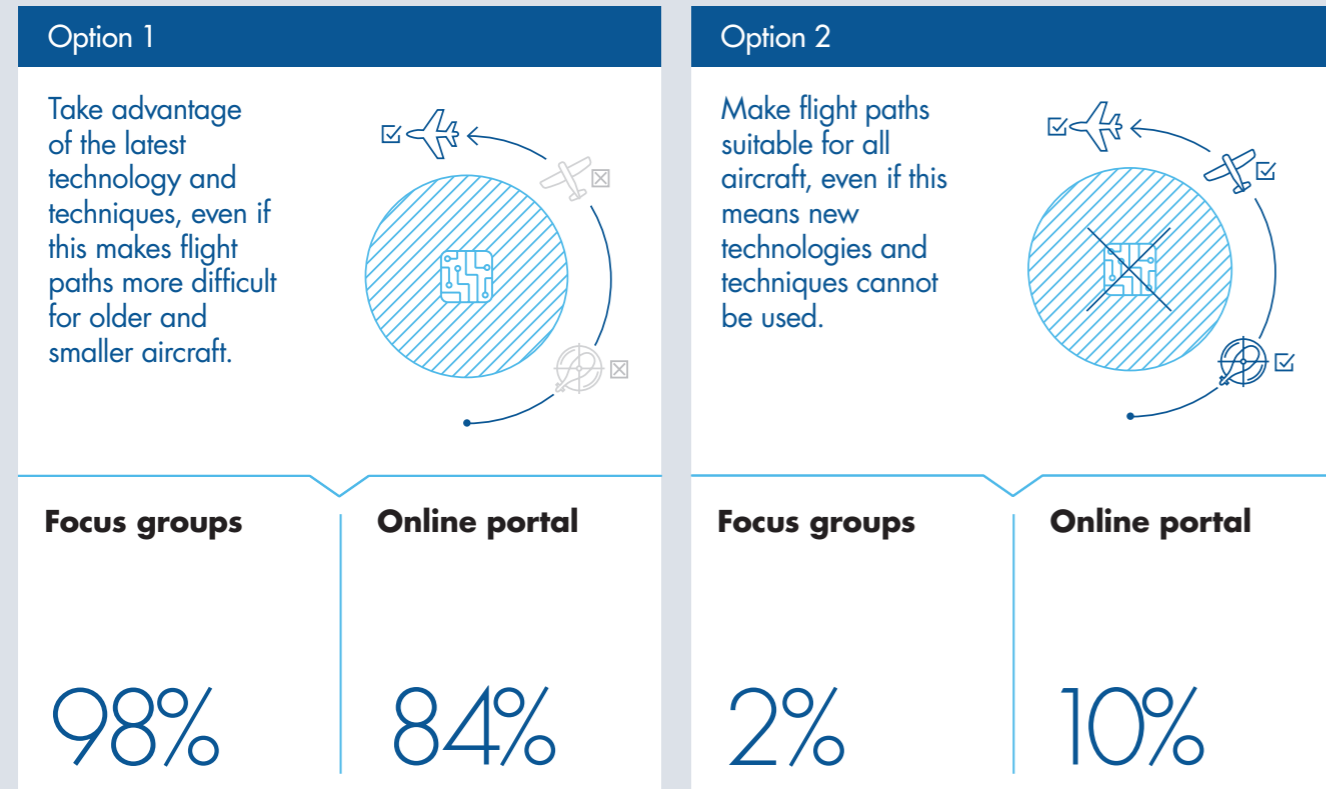 Option 1
Take advantage
of the latest
technology and
techniques, even if
this makes flight
paths more difficult
for older and
smaller aircraft.
Focus groups
Online portal
98%
84%
Option 2
Make flight paths
suitable for all
aircraft, even if this
means new
technologies and
techniques cannot
be used.
Focus groups
Online portal
2%
10%